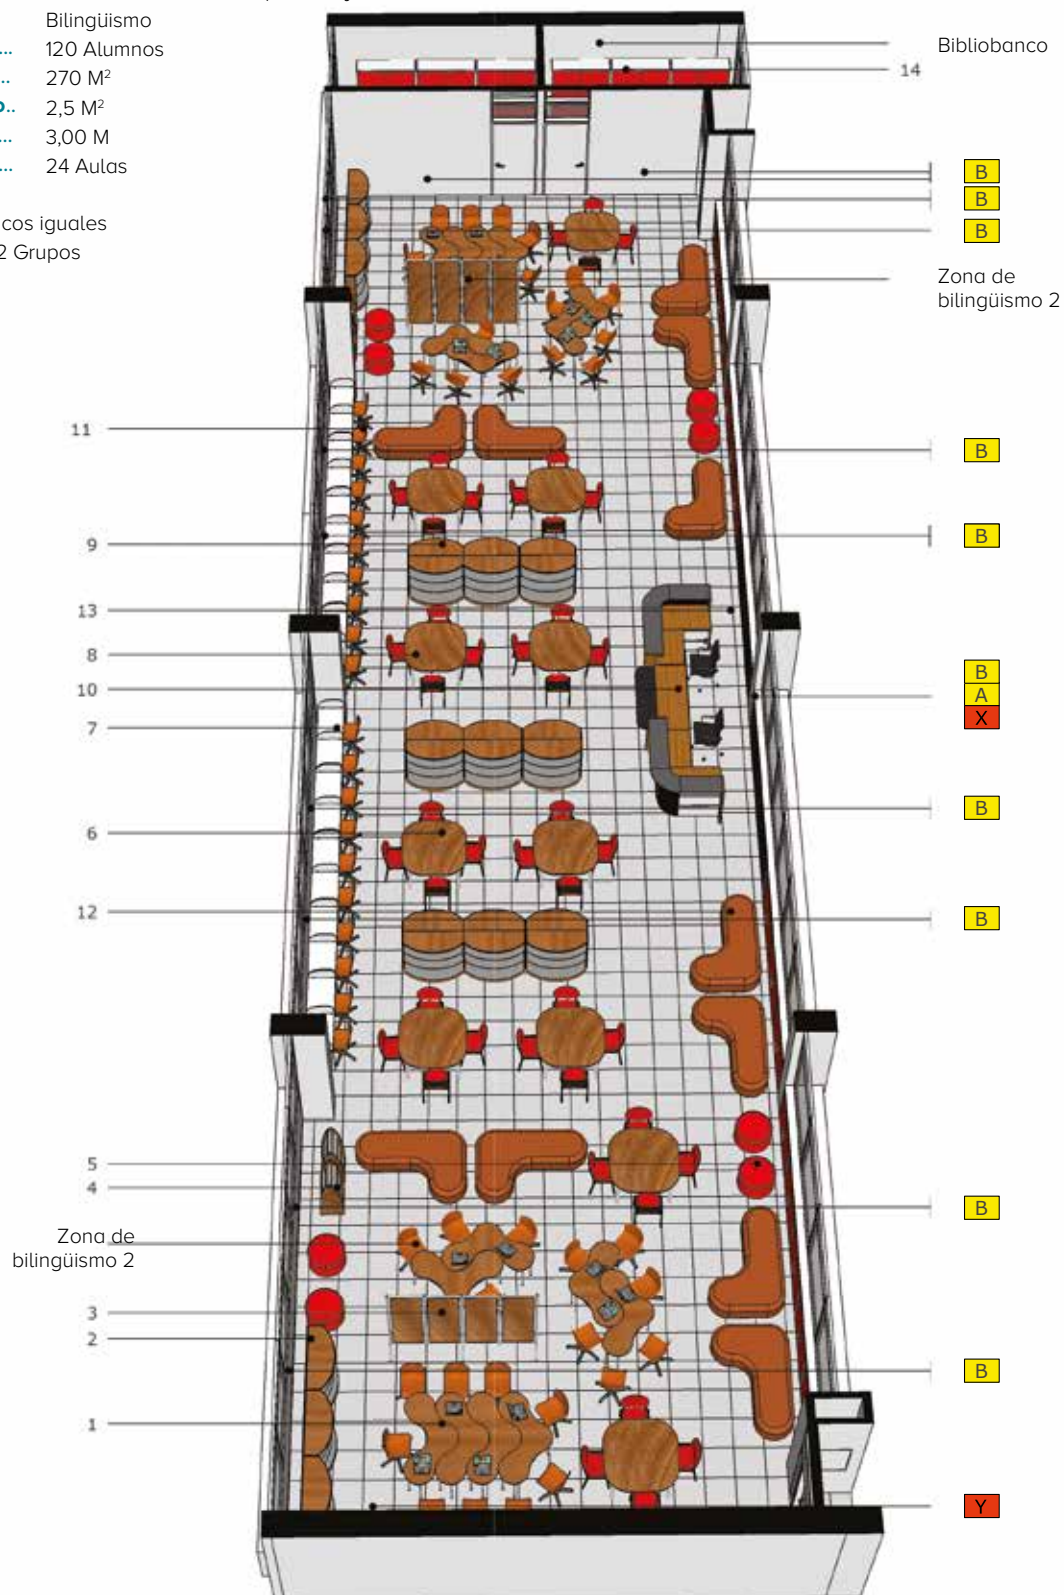 Bilingüismo
... 120 Alumnos
.. 270 M²
o.. 2,5 M²
... 3,00 M
... 24 Aulas
cos iguales
2 Grupos
Bibliobanco
14
B
B
B
Zona de
bilingüismo 2
11
B
9
B
13
8
10
B
A
X
7
B
6
12
B
5
4
B
Zona de
bilingüismo 2
3
2
B
1
Y